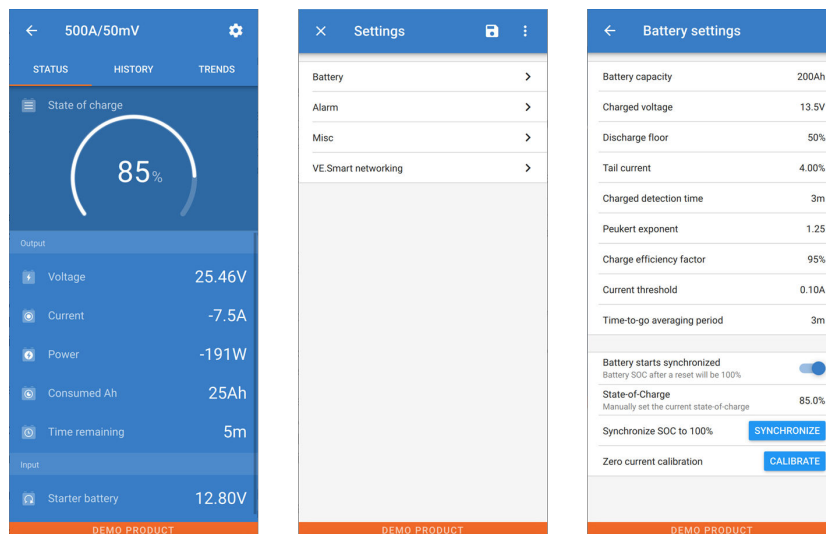 500A/50mV
STATUS HISTORY TRENDS
State of charge
85%
Output
Voltage 25.46V
Current -7.5A
Power -191W
Consumed Ah 25Ah
Time remaining 5m
Input
Starter battery 12.80V
DEMO PRODUCT
Settings
Battery
Alarm
Misc
VE.Smart networking
DEMO PRODUCT
Battery settings
Battery capacity 200Ah
Charged voltage 13.5V
Discharge floor 50%
Tail current 4.00%
Charged detection time 3m
Peukert exponent 1.25
Charge efficiency factor 95%
Current threshold 0.10A
Time-to-go averaging period 3m
Battery starts synchronized
Battery SOC after a reset will be 100%
State-of-Charge 85.0%
Manually set the current state-of-charge
Synchronize SOC to 100% SYNCHRONIZE
Zero current calibration CALIBRATE
DEMO PRODUCT